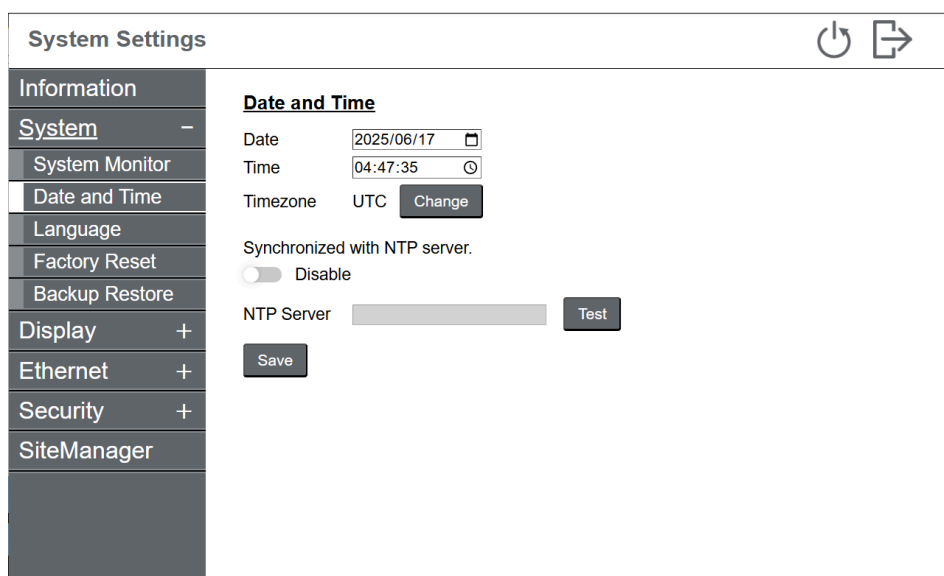 System Settings
Information
System −
System Monitor
Date and Time
Language
Factory Reset
Backup Restore
Display +
Ethernet +
Security +
SiteManager
Date and Time
Date 2025/06/17
Time 04:47:35
Timezone UTC Change
Synchronized with NTP server.
Disable
NTP Server Test
Save